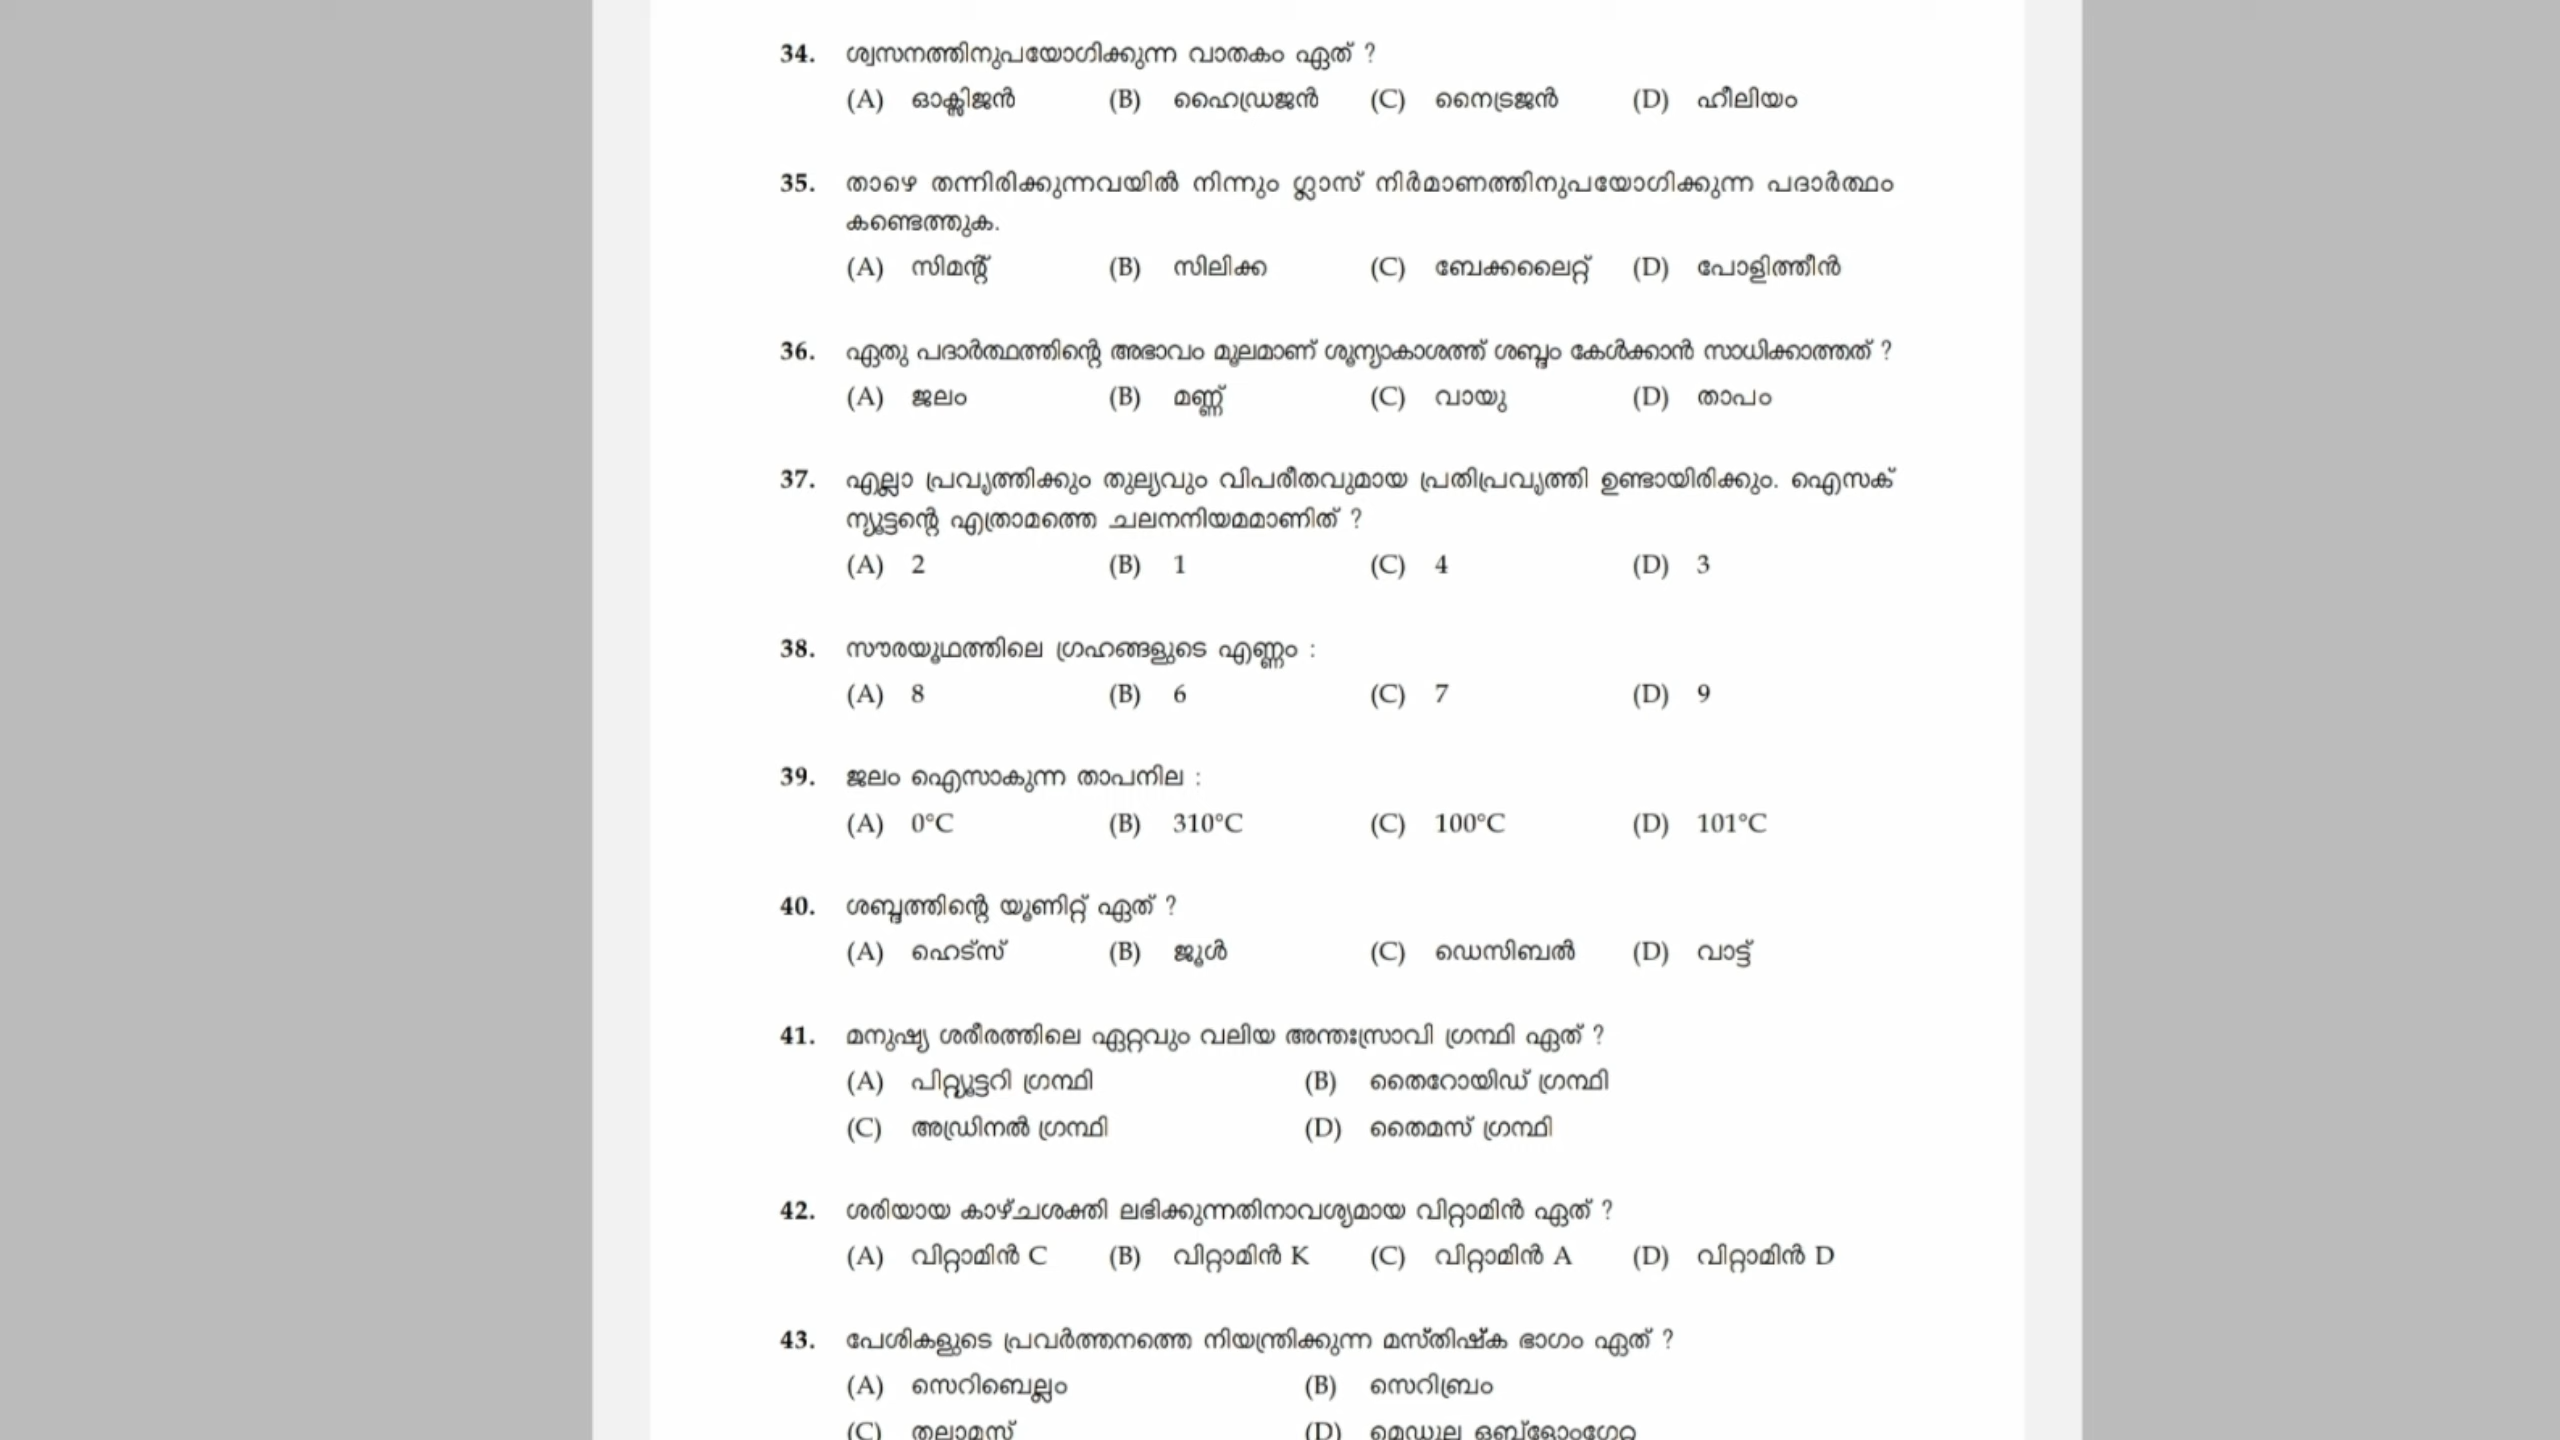 34. ശ്വസനത്തിനുപയോഗിക്കുന്ന വാതകം ഏത് ?
(A) ഓക്സിജൻ (B) ഹൈഡ്രജൻ (C) നൈട്രജൻ (D) ഹീലിയം
35. താഴെ തന്നിരിക്കുന്നവയിൽ നിന്നും ഗ്ലാസ് നിർമാണത്തിനുപയോഗിക്കുന്ന പദാർത്ഥം
കണ്ടെത്തുക.
(A) സിമന്റ് (B) സിലിക്ക (C) ബേക്കലൈറ്റ് (D) പോളിത്തീൻ
36. ഏതു പദാർത്ഥത്തിന്റെ അഭാവം മൂലമാണ് ശൂന്യാകാശത്ത് ശബ്ദം കേൾക്കാൻ സാധിക്കാത്തത് ?
(A) ജലം (B) മണ്ണ് (C) വായു (D) താപം
37. എല്ലാ പ്രവൃത്തിക്കും തുല്യവും വിപരീതവുമായ പ്രതിപ്രവൃത്തി ഉണ്ടായിരിക്കും. ഐസക്
ന്യൂട്ടന്റെ എത്രാമത്തെ ചലനനിയമമാണിത് ?
(A) 2 (B) 1 (C) 4 (D) 3
38. സൗരയൂഥത്തിലെ ഗ്രഹങ്ങളുടെ എണ്ണം :
(A) 8 (B) 6 (C) 7 (D) 9
39. ജലം ഐസാകുന്ന താപനില :
(A) 0°C (B) 310°C (C) 100°C (D) 101°C
40. ശബ്ദത്തിന്റെ യൂണിറ്റ് ഏത് ?
(A) ഹെട്സ് (B) ജൂൾ (C) ഡെസിബൽ (D) വാട്ട്
41. മനുഷ്യ ശരീരത്തിലെ ഏറ്റവും വലിയ അന്തഃസ്രാവി ഗ്രന്ഥി ഏത് ?
(A) പിറ്റ്യൂട്ടറി ഗ്രന്ഥി (B) തൈറോയിഡ് ഗ്രന്ഥി
(C) അഡ്രിനൽ ഗ്രന്ഥി (D) തൈമസ് ഗ്രന്ഥി
42. ശരിയായ കാഴ്ചശക്തി ലഭിക്കുന്നതിനാവശ്യമായ വിറ്റാമിൻ ഏത് ?
(A) വിറ്റാമിൻ C (B) വിറ്റാമിൻ K (C) വിറ്റാമിൻ A (D) വിറ്റാമിൻ D
43. പേശികളുടെ പ്രവർത്തനത്തെ നിയന്ത്രിക്കുന്ന മസ്തിഷ്ക ഭാഗം ഏത് ?
(A) സെറിബെല്ലം (B) സെറിബ്രം
(C) തലാമസ് (D) മെഡുല ഒബ്ളോംഗേറ്റ